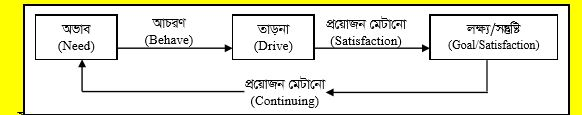 অভাব
(Need)
আচরণ
(Behave)
তাড়না
(Drive)
প্রয়োজন মেটানো
(Satisfaction)
লক্ষ্য/সন্তুষ্টি
(Goal/Satisfaction)
প্রয়োজন মেটানো
(Continuing)